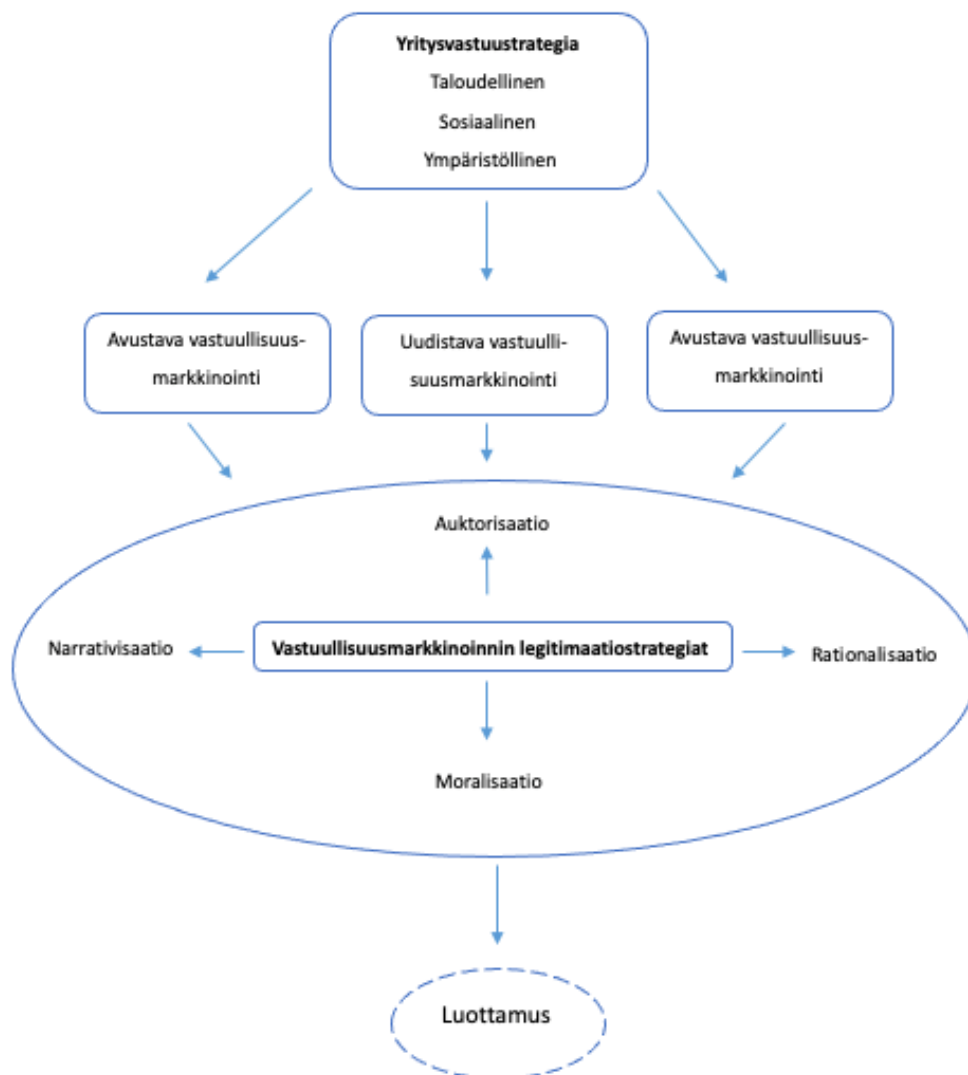 Yritysvastuustrategia
Taloudellinen
Sosiaalinen
Ympäristöllinen
Avustava vastuullisuus-
markkinointi
Uudistava vastuulli-
suusmarkkinointi
Avustava vastuullisuus-
markkinointi
Auktorisaatio
Narrativisaatio
Vastuullisuusmarkkinoinnin legitimaatiostrategiat
Rationalisaatio
Moralisaatio
Luottamus